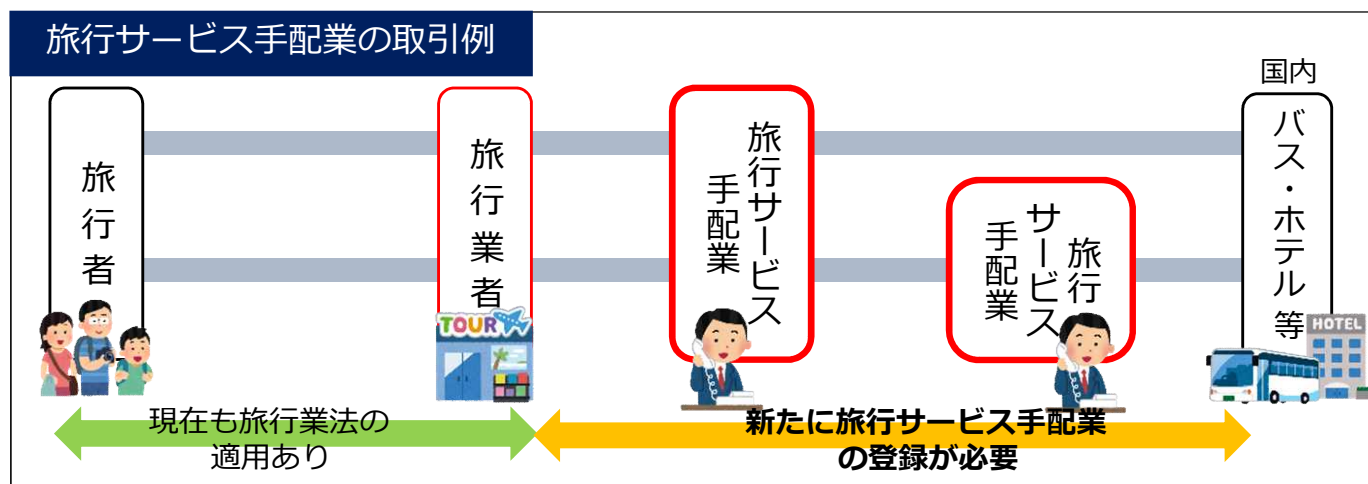 旅行サービス手配業の取引例
旅行者
旅行業者
旅行サービス
手配業
旅行
サービス
手配業
国内
バス・ホテル等
TOUR
HOTEL
現在も旅行業法の
適用あり
新たに旅行サービス手配業
の登録が必要